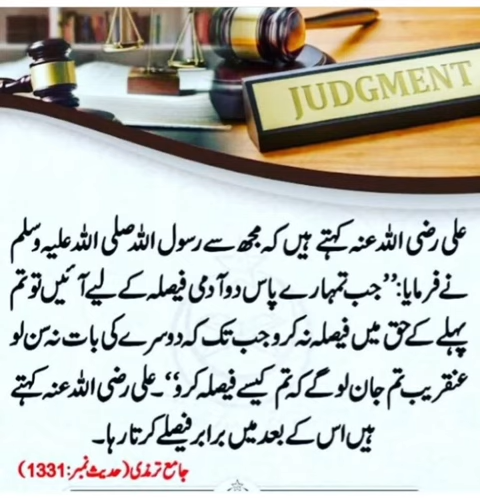 JUDGMENT
علی رضی اللہ عنہ کہتے ہیں کہ مجھ سے رسول اللہ صلی اللہ علیہ وسلم
نے فرمایا: ”جب تمہارے پاس دو آدمی فیصلہ کے لیے آئیں تو تم
پہلے کے حق میں فیصلہ نہ کرو جب تک کہ دوسرے کی بات نہ سن لو
عنقریب تم جان لو گے کہ تم کیسے فیصلہ کرو“۔ علی رضی اللہ عنہ کہتے
ہیں اس کے بعد میں برابر فیصلے کرتا رہا۔
جامع ترمذی (حدیث نمبر: 1331)